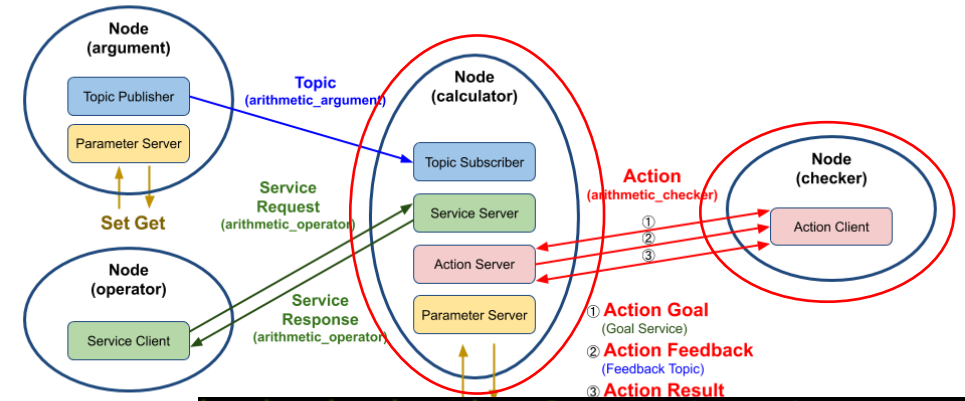 Node
(argument)
Topic Publisher
Parameter Server
Set Get
Topic
(arithmetic_argument)
Service
Request
(arithmetic_operator)
Node
(operator)
Service Client
Service
Response
(arithmetic_operator)
Node
(calculator)
Topic Subscriber
Service Server
Action Server
Parameter Server
Action
(arithmetic_checker)
①
②
③
Node
(checker)
Action Client
① Action Goal
(Goal Service)
② Action Feedback
(Feedback Topic)
③ Action Result